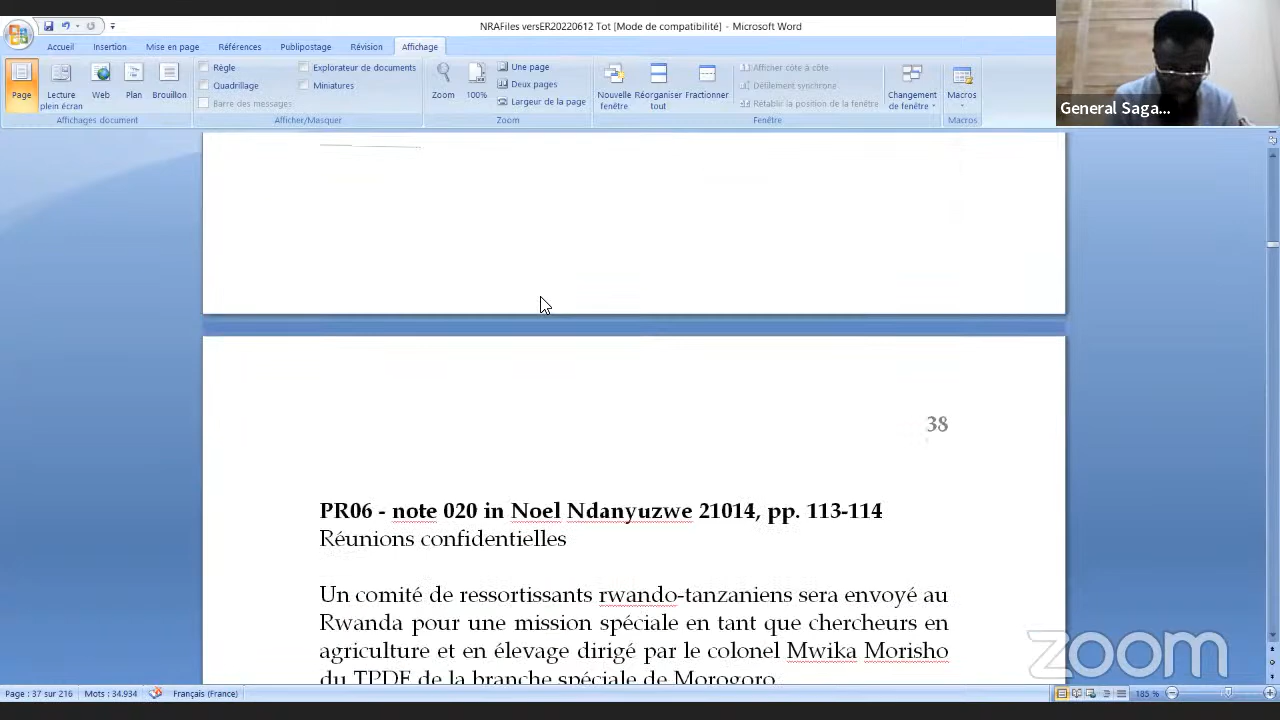 NRAFiles versER20220612 Tot [Mode de compatibilité] - Microsoft Word
Accueil Insertion Mise en page Références Publipostage Révision Affichage
Page
Lecture plein écran
Web
Plan
Brouillon
Affichages document
Règle
Quadrillage
Barre des messages
Explorateur de documents
Miniatures
Afficher/Masquer
Zoom
100%
Une page
Deux pages
Largeur de la page
Zoom
Nouvelle fenêtre
Réorganiser tout
Fractionner
Afficher côte à côte
Défilement synchrone
Rétablir la position de la fenêtre
Changement de fenêtre
Fenêtre
Macros
Macros
General Saga...
38
PR06 - note 020 in Noel Ndanyuzwe 21014, pp. 113-114
Réunions confidentielles
Un comité de ressortissants rwando-tanzaniens sera envoyé au
Rwanda pour une mission spéciale en tant que chercheurs en
agriculture et en élevage dirigé par le colonel Mwika Morisho
du TPDF de la branche spéciale de Morogoro.
zoom
Page : 37 sur 216 Mots : 34.934 Français (France) 185 %